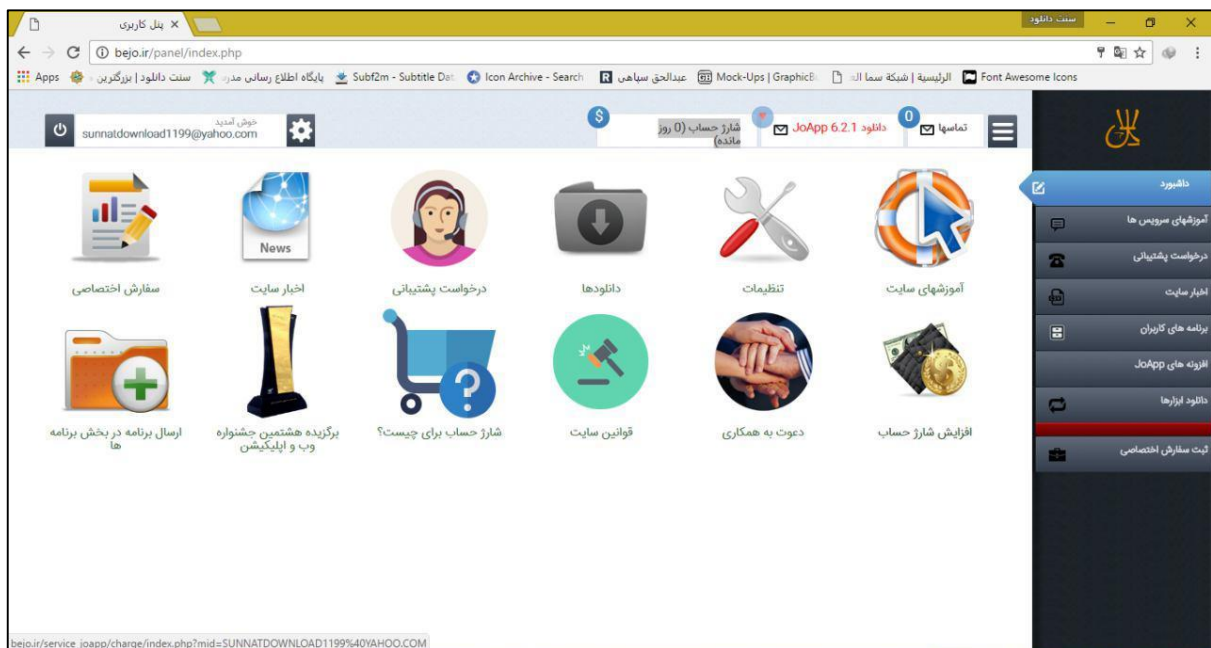 پنل کاربری
سنت دانلود
bejo.ir/panel/index.php
Apps
سنت دانلود | بزرگترین
پایگاه اطلاع رسانی مدر
Subf2m - Subtitle Dat
Icon Archive - Search
عبدالحق سپاهی
Mock-Ups | GraphicB
الرئيسية | شبكة سما ال
Font Awesome Icons
خوش آمدید
sunnatdownload1199@yahoo.com
$
شارژ حساب (0 روز
مانده)
دانلود JoApp 6.2.1
0
تماسها
داشبورد
آموزشهای سرویس ها
درخواست پشتیبانی
اخبار سایت
برنامه های کاربران
افزونه های JoApp
دانلود ابزارها
ثبت سفارش اختصاصی
آموزشهای سایت
تنظیمات
دانلودها
درخواست پشتیبانی
News
اخبار سایت
سفارش اختصاصی
افزایش شارژ حساب
دعوت به همکاری
قوانین سایت
شارژ حساب برای چیست؟
برگزیده هشتمین جشنواره
وب و اپلیکیشن
ارسال برنامه در بخش برنامه
ها
bejo.ir/service_joapp/charge/index.php?mid=SUNNATDOWNLOAD1199%40YAHOO.COM